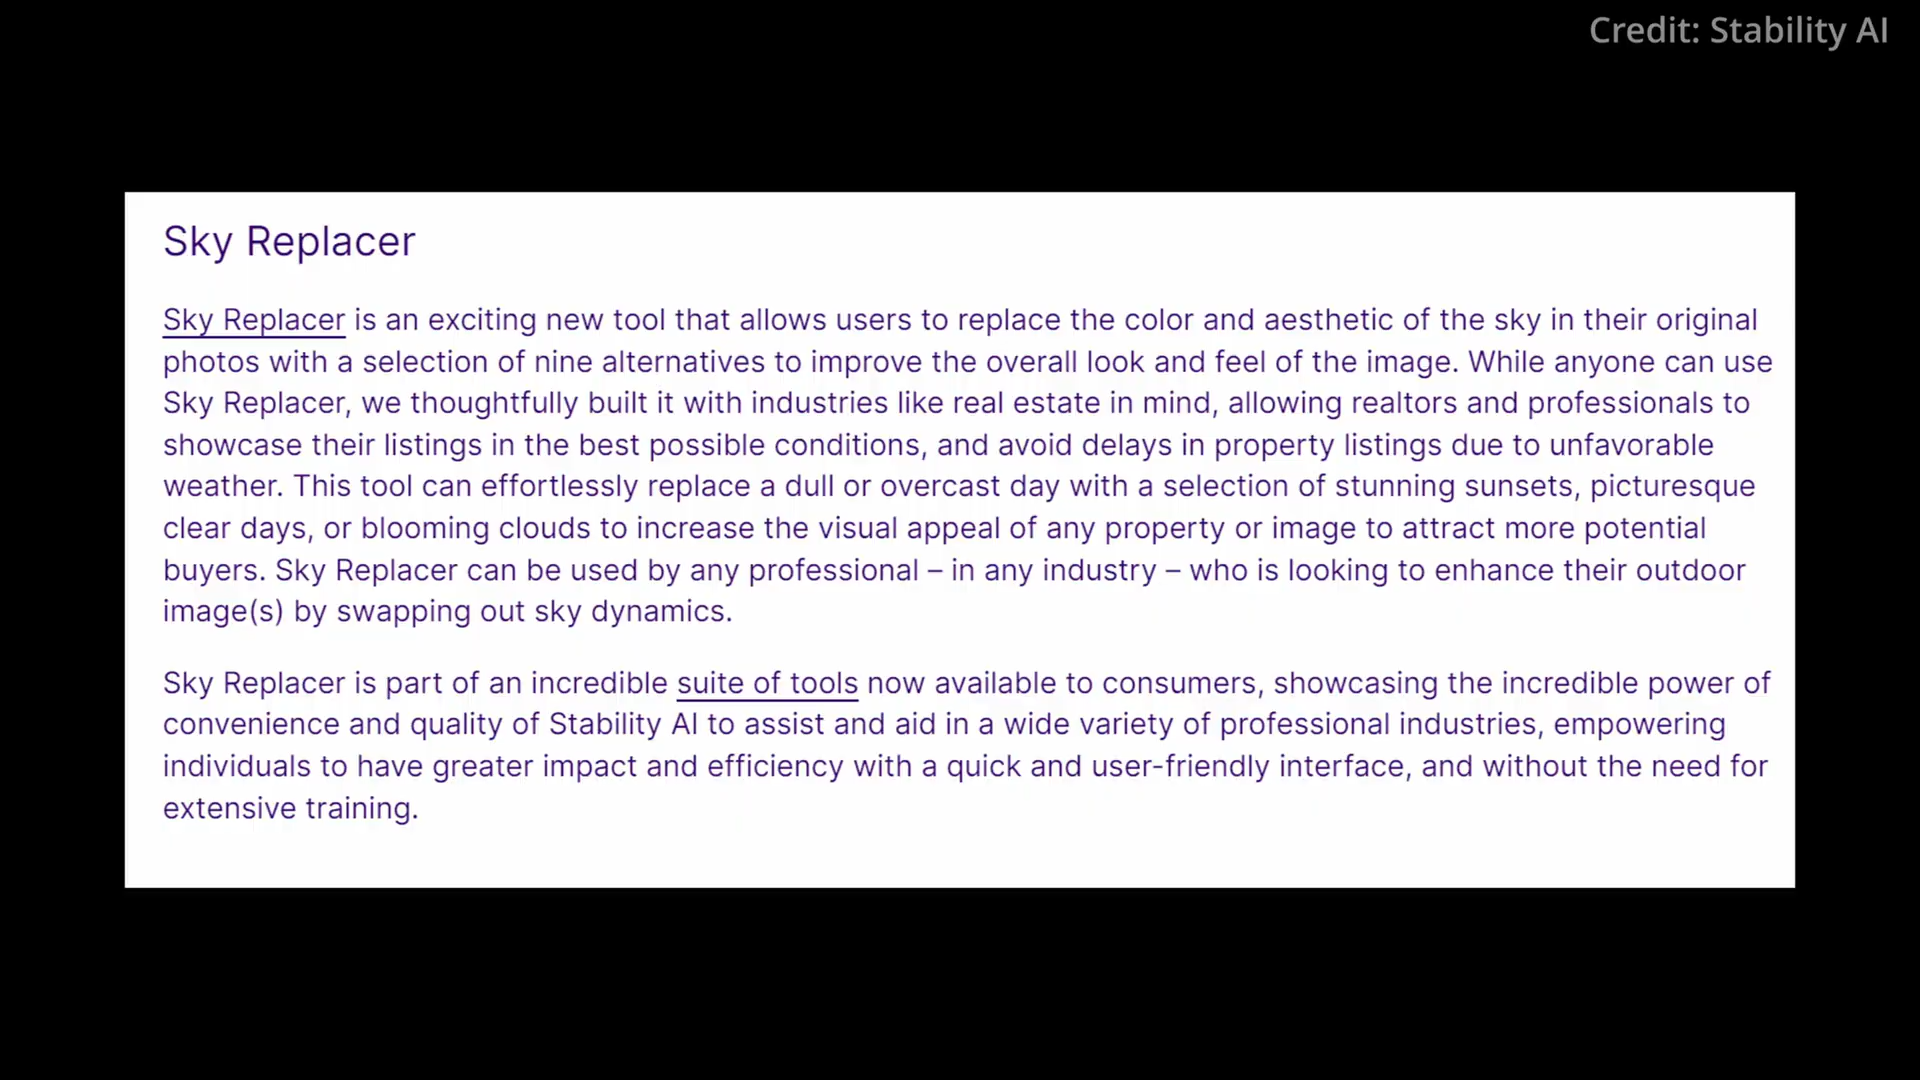 Credit: Stability AI
Sky Replacer
Sky Replacer is an exciting new tool that allows users to replace the color and aesthetic of the sky in their original
photos with a selection of nine alternatives to improve the overall look and feel of the image. While anyone can use
Sky Replacer, we thoughtfully built it with industries like real estate in mind, allowing realtors and professionals to
showcase their listings in the best possible conditions, and avoid delays in property listings due to unfavorable
weather. This tool can effortlessly replace a dull or overcast day with a selection of stunning sunsets, picturesque
clear days, or blooming clouds to increase the visual appeal of any property or image to attract more potential
buyers. Sky Replacer can be used by any professional – in any industry – who is looking to enhance their outdoor
image(s) by swapping out sky dynamics.
Sky Replacer is part of an incredible suite of tools now available to consumers, showcasing the incredible power of
convenience and quality of Stability AI to assist and aid in a wide variety of professional industries, empowering
individuals to have greater impact and efficiency with a quick and user-friendly interface, and without the need for
extensive training.